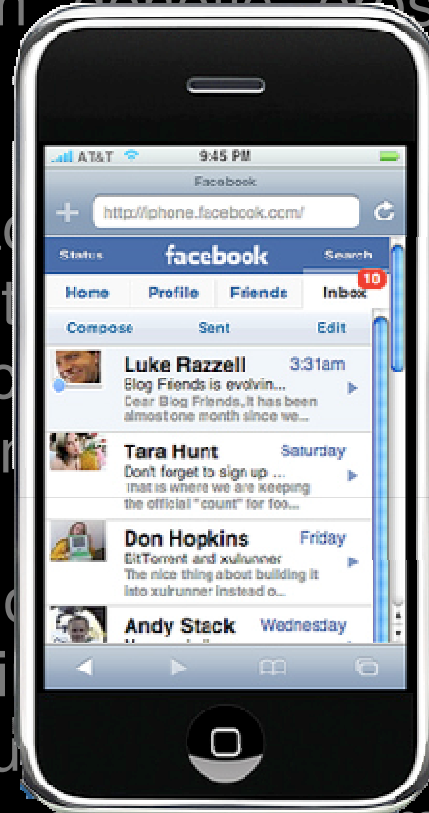 AT&T 9:45 PM
Facebook
http://iphone.facebook.com/
Status facebook Search
10
Home Profile Friends Inbox
Compose Sent Edit
Luke Razzell 3:31am
Blog Friends is evolvin...
Dear Blog Friends, It has been
almost one month since we...
Tara Hunt Saturday
Don't forget to sign up ...
That is where we are keeping
the official "count" for foo...
Don Hopkins Friday
BitTorrent and xulrunner
The nice thing about building it
into xulrunner instead o...
Andy Stack Wednesday